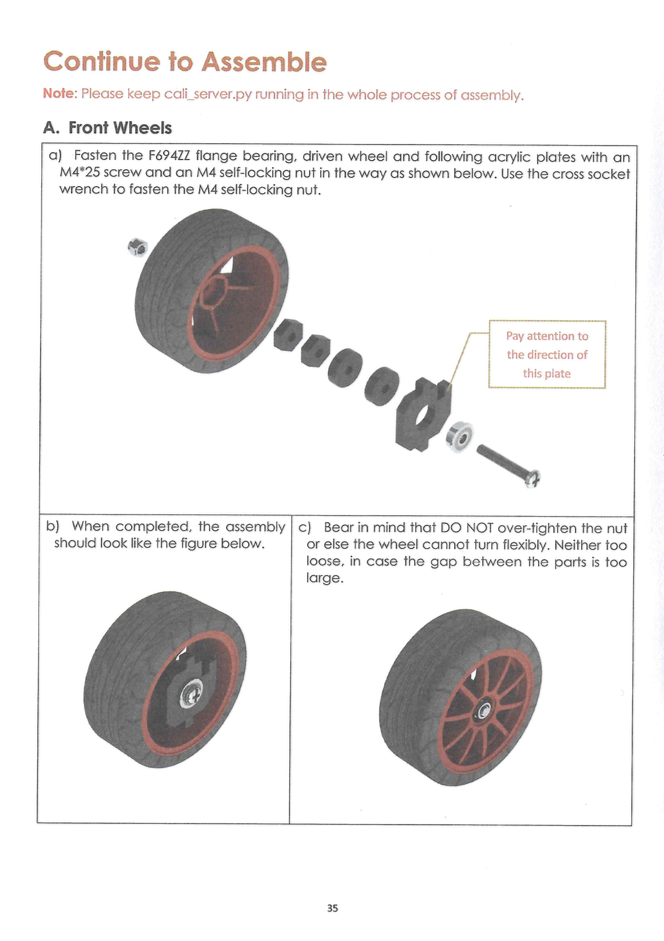 Continue to Assemble
Note: Please keep cali_server.py running in the whole process of assembly.
A. Front Wheels
a) Fasten the F694ZZ flange bearing, driven wheel and following acrylic plates with an
M4*25 screw and an M4 self-locking nut in the way as shown below. Use the cross socket
wrench to fasten the M4 self-locking nut.
Pay attention to
the direction of
this plate
b) When completed, the assembly
should look like the figure below.
c) Bear in mind that DO NOT over-tighten the nut
or else the wheel cannot turn flexibly. Neither too
loose, in case the gap between the parts is too
large.
35